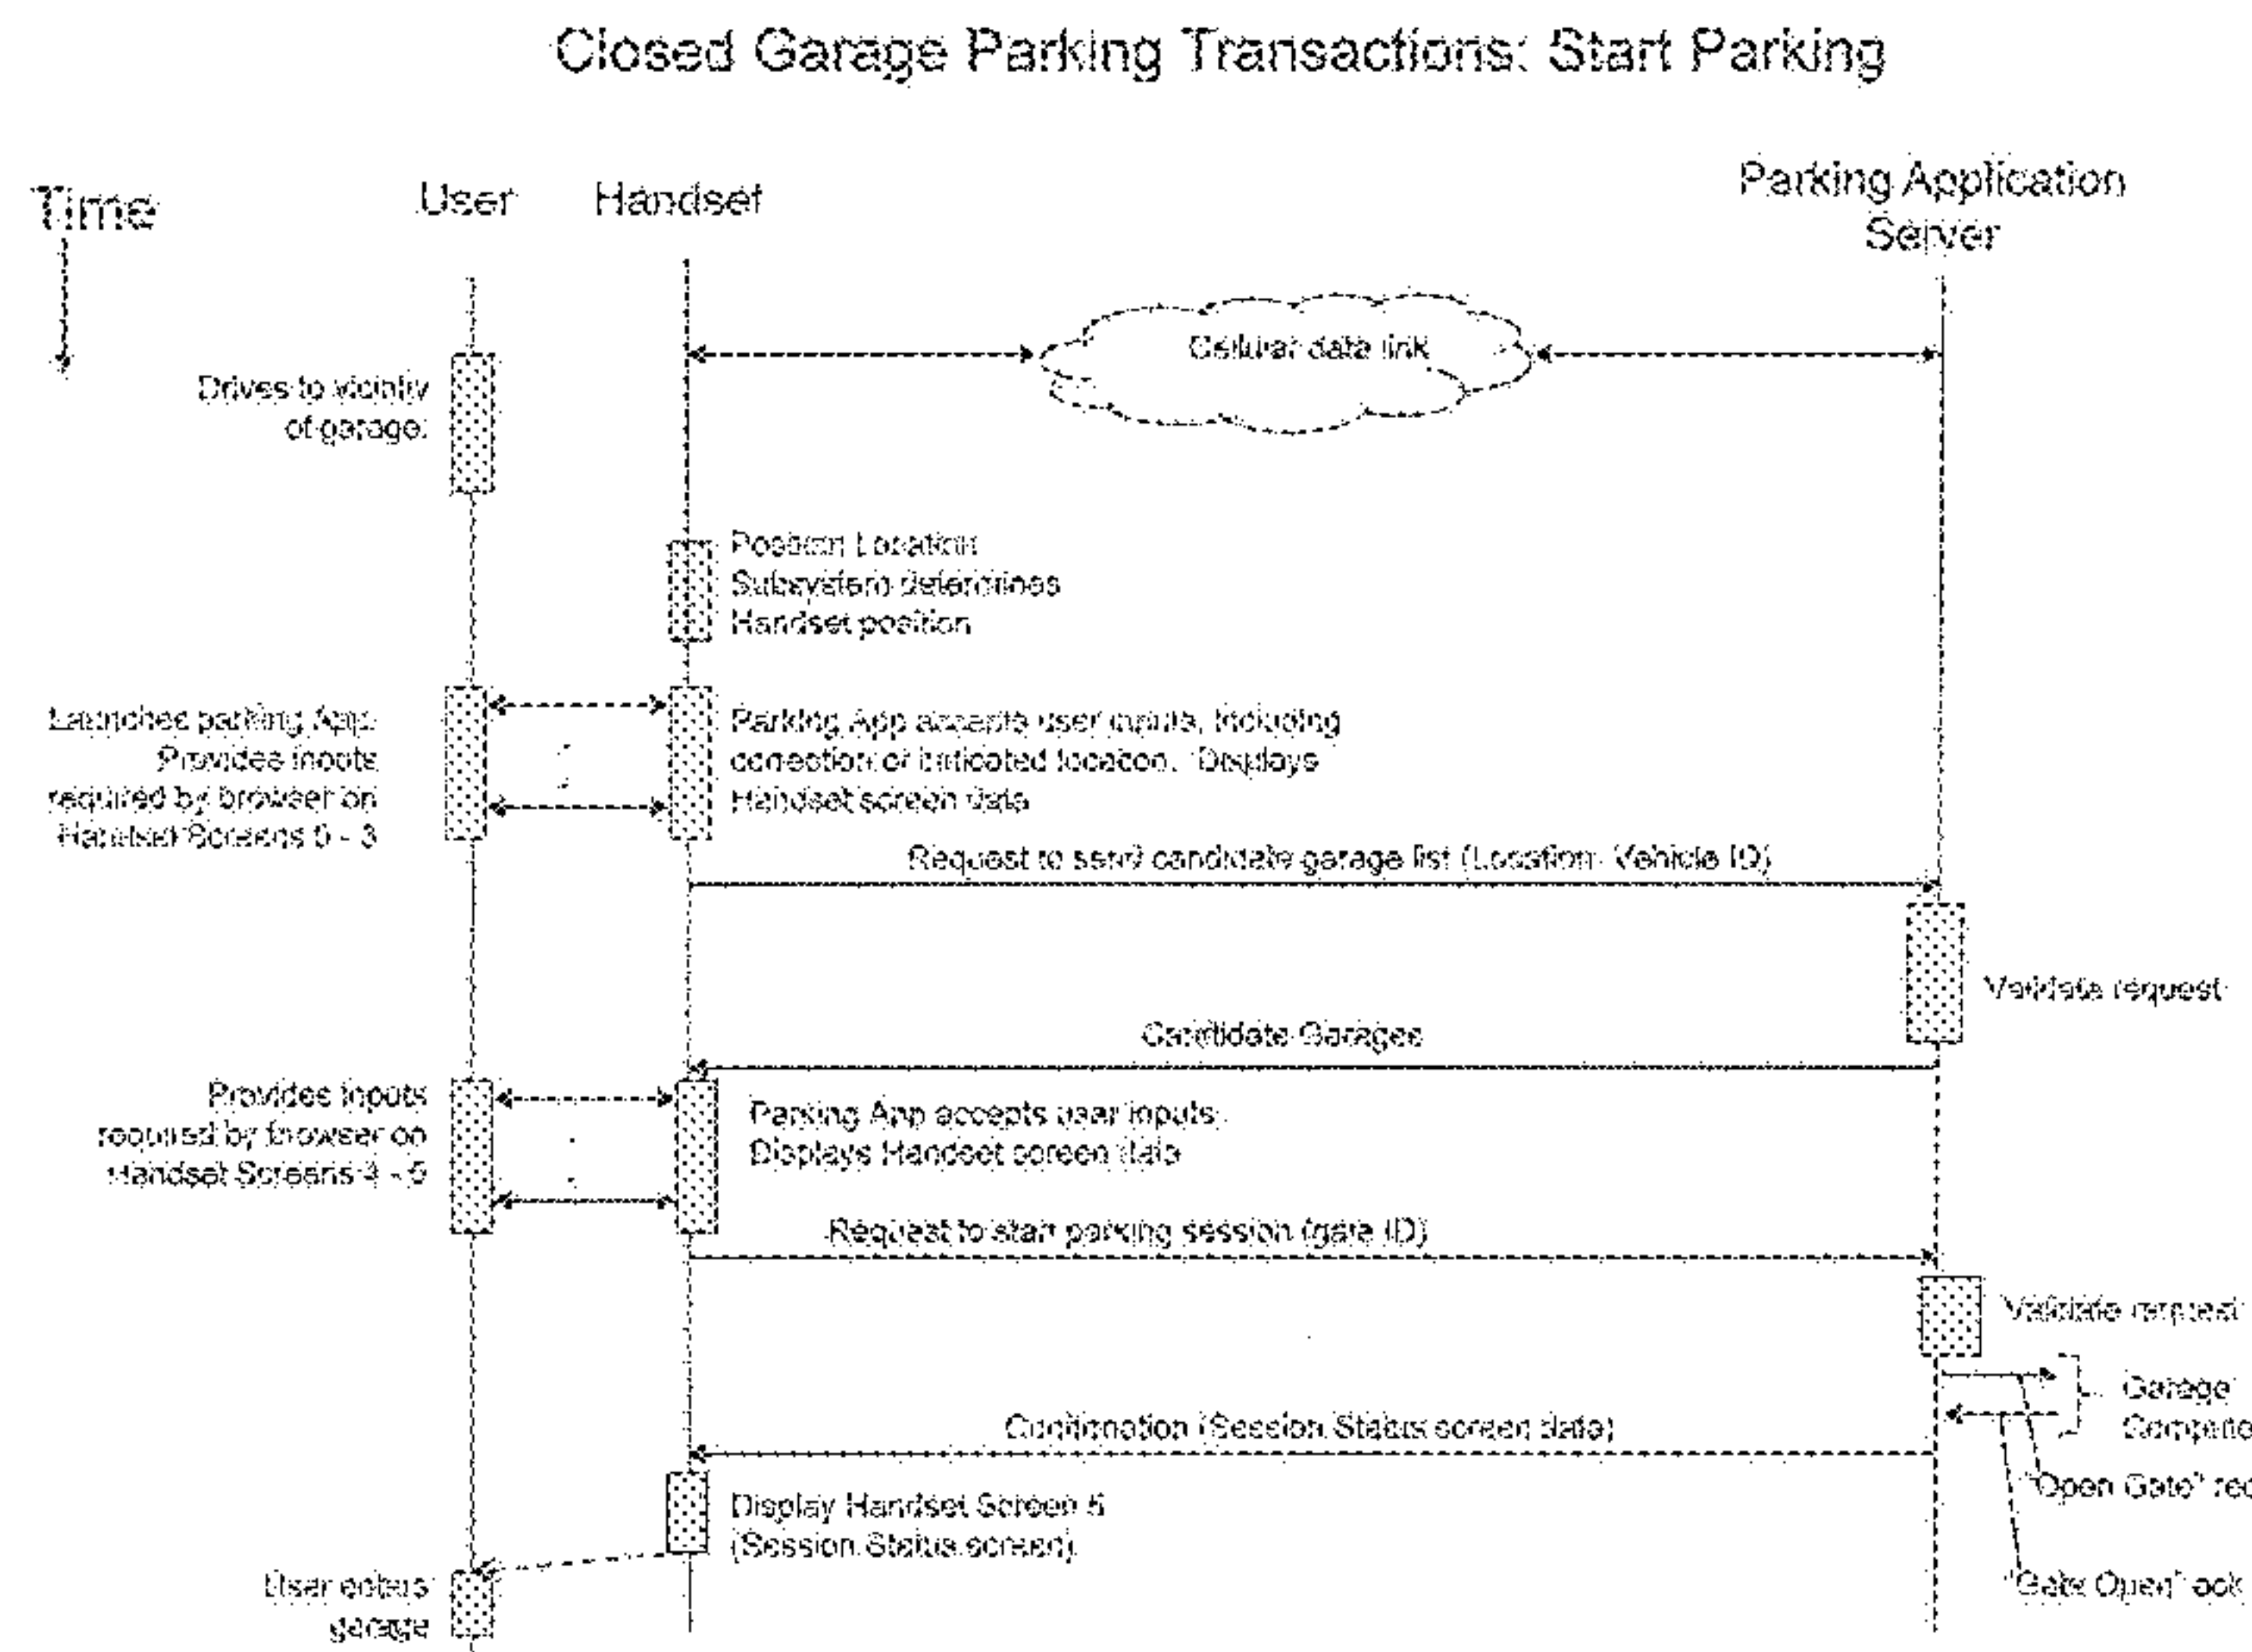 Closed Garage Parking Transactions: Start Parking
Time
User
Handset
Parking Application
Server
Cellular data link
Drives to vicinity
of garage.
Position Location
Subsystem determines
Handset position
Launches parking App.
Provides inputs
required by browser on
Handset Screens
Parking App accepts user inputs, including
correction of indicated location. Displays
Handset screen data
Request to send candidate garage list (Location, Vehicle ID)
Validate request
Candidate Garages
Provides inputs
required by browser on
Handset Screens
Parking App accepts user inputs.
Displays Handset screen data
Request to start parking session (gate ID)
Validate request
Garage
Confirmation (Session Status screen data)
"Open Gate"
Display Handset Screen
(Session Status screen)
"Gate Open" ack
User enters
garage